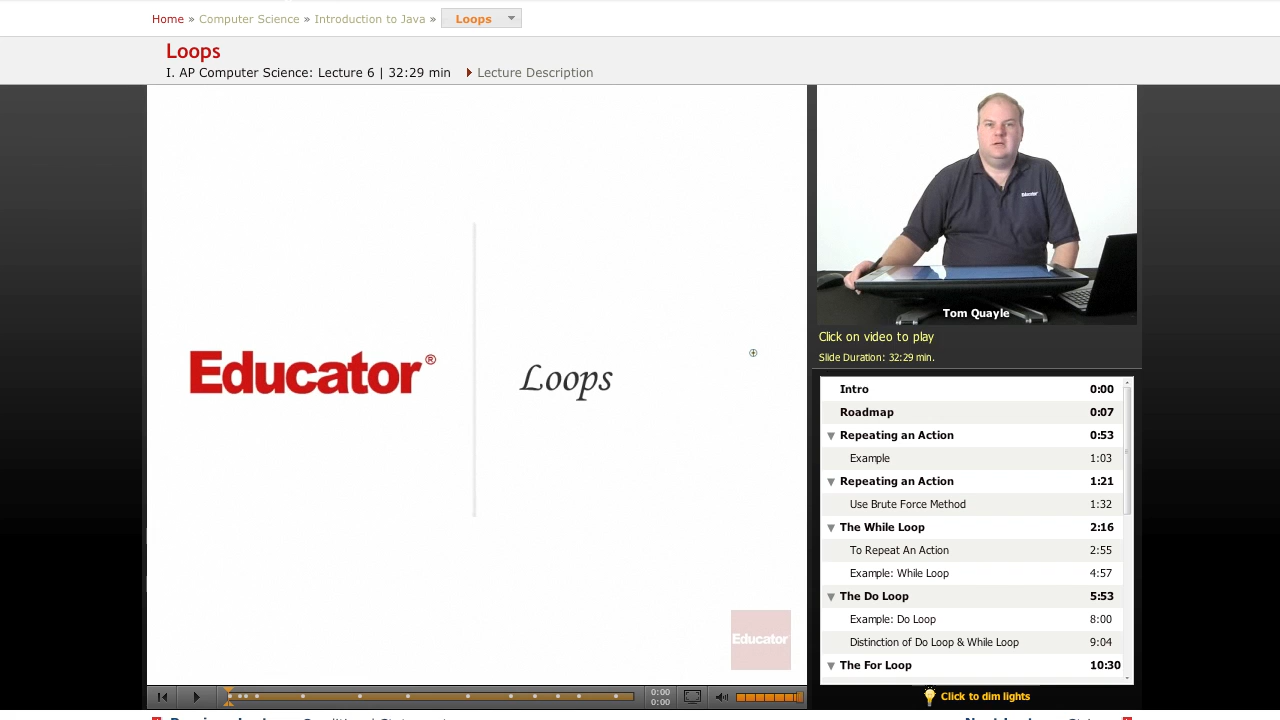 Home » Computer Science » Introduction to Java » Loops
Loops
I. AP Computer Science: Lecture 6 | 32:29 min Lecture Description
Educator®
Loops
Educator
Tom Quayle
Click on video to play
Slide Duration: 32:29 min.
Intro 0:00
Roadmap 0:07
Repeating an Action 0:53
Example 1:03
Repeating an Action 1:21
Use Brute Force Method 1:32
The While Loop 2:16
To Repeat An Action 2:55
Example: While Loop 4:57
The Do Loop 5:53
Example: Do Loop 8:00
Distinction of Do Loop & While Loop 9:04
The For Loop 10:30
0:00
0:00
Click to dim lights